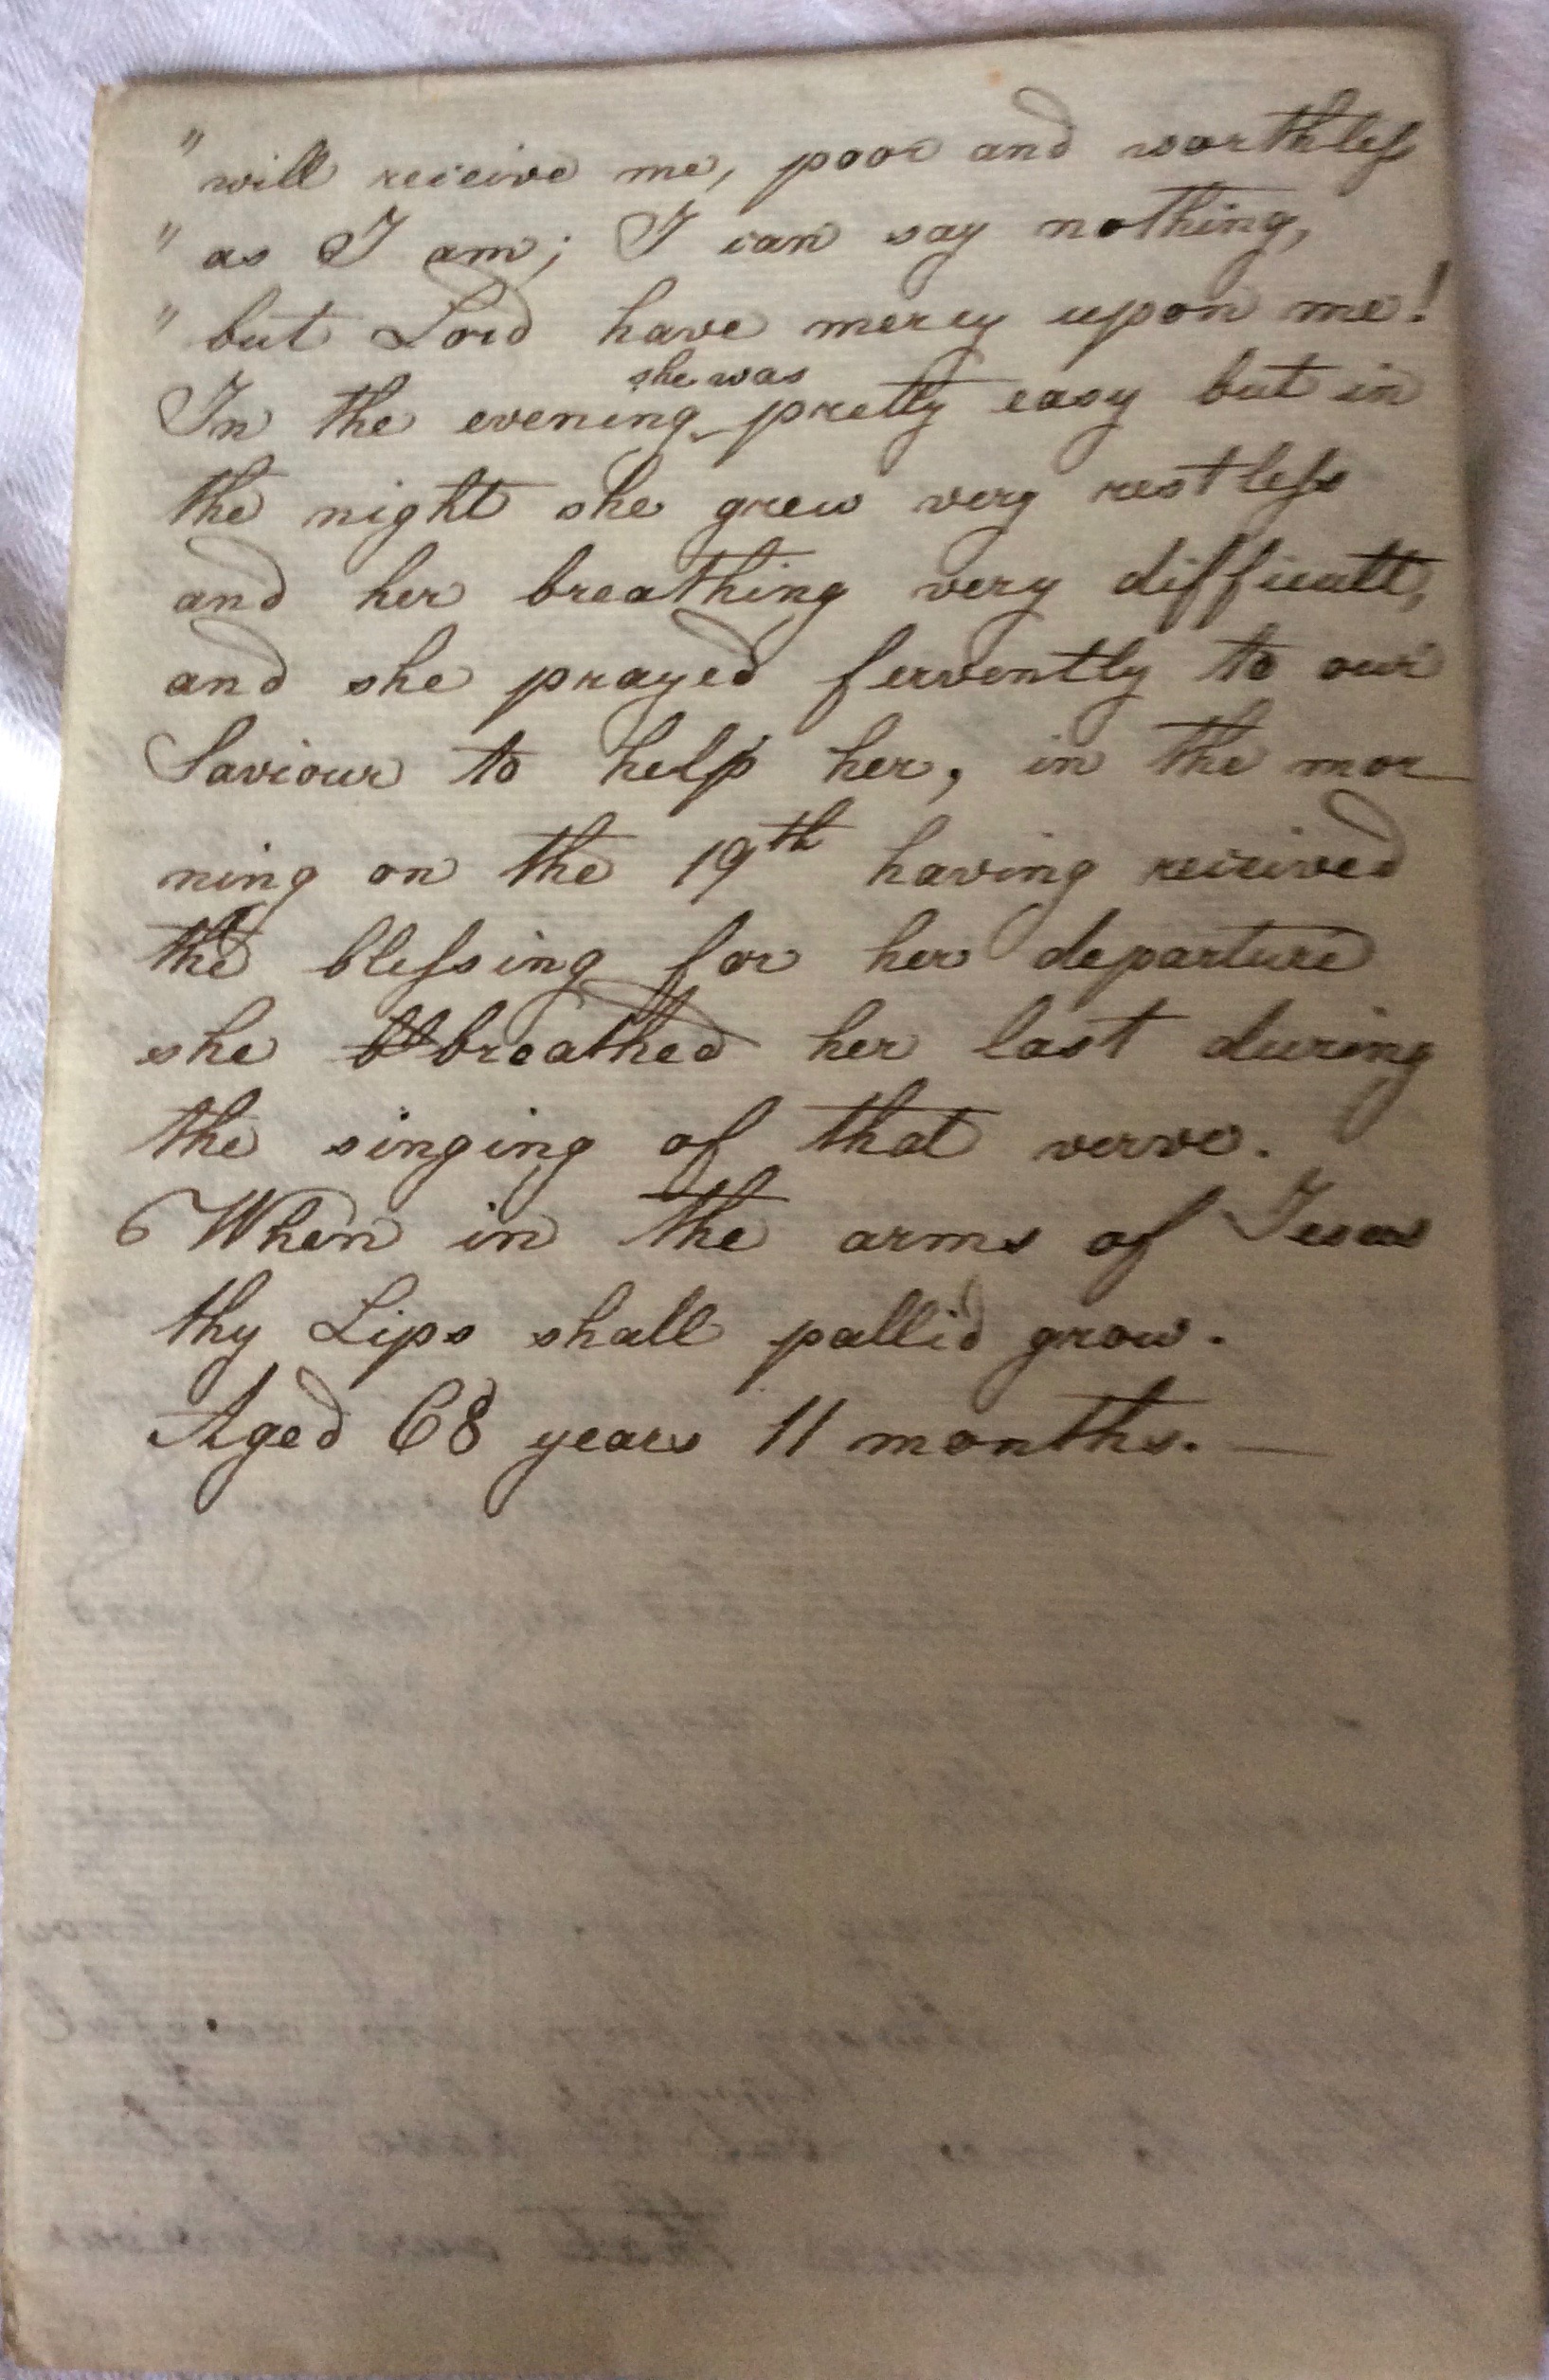 " will receive me, poor and worthleſs
" as I am; I can say nothing,
" but Lord have mercy upon me!
she was
In the evening pretty easy but in
the night she grew very restleſs
and her breathing very difficult,
and she prayed fervently to our
Saviour to help her, in the mor
ning on the 19th having received
the bleſsing for her departure
she breathed her last during
the singing of that verse.
When in the arms of Jesus
thy Lips shall pallid grow.
Aged 68 years 11 months. —